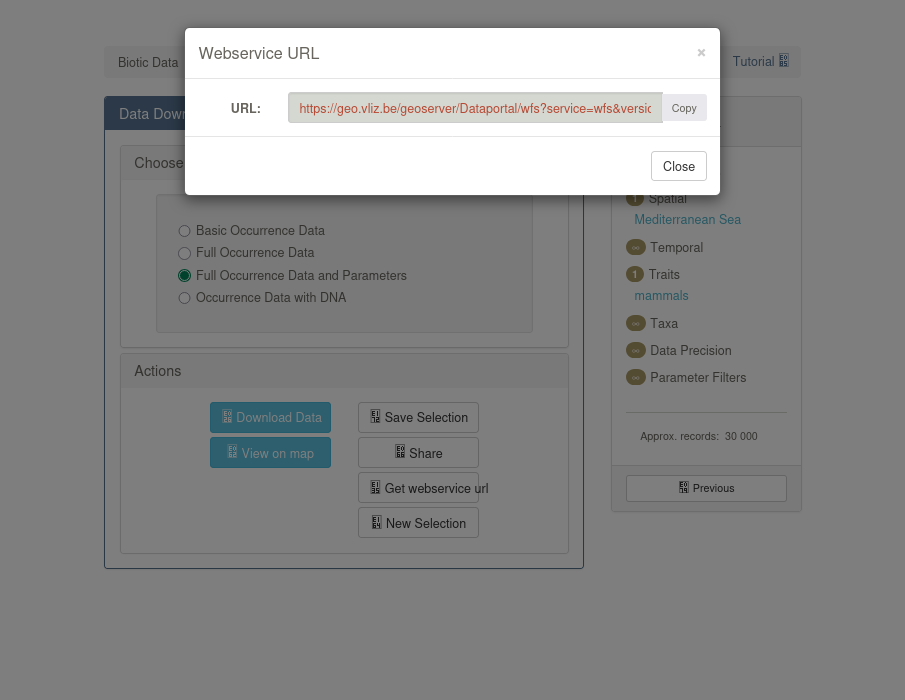 Webservice URL ×
URL: https://geo.vliz.be/geoserver/Dataportal/wfs?service=wfs&versio Copy
Close
Biotic Data
Tutorial
Data Dow
Choose
Basic Occurrence Data
Full Occurrence Data
Full Occurrence Data and Parameters
Occurrence Data with DNA
Actions
Download Data
View on map
Save Selection
Share
Get webservice url
New Selection
1 Spatial
Mediterranean Sea
∞ Temporal
1 Traits
mammals
∞ Taxa
∞ Data Precision
∞ Parameter Filters
Approx. records: 30 000
Previous